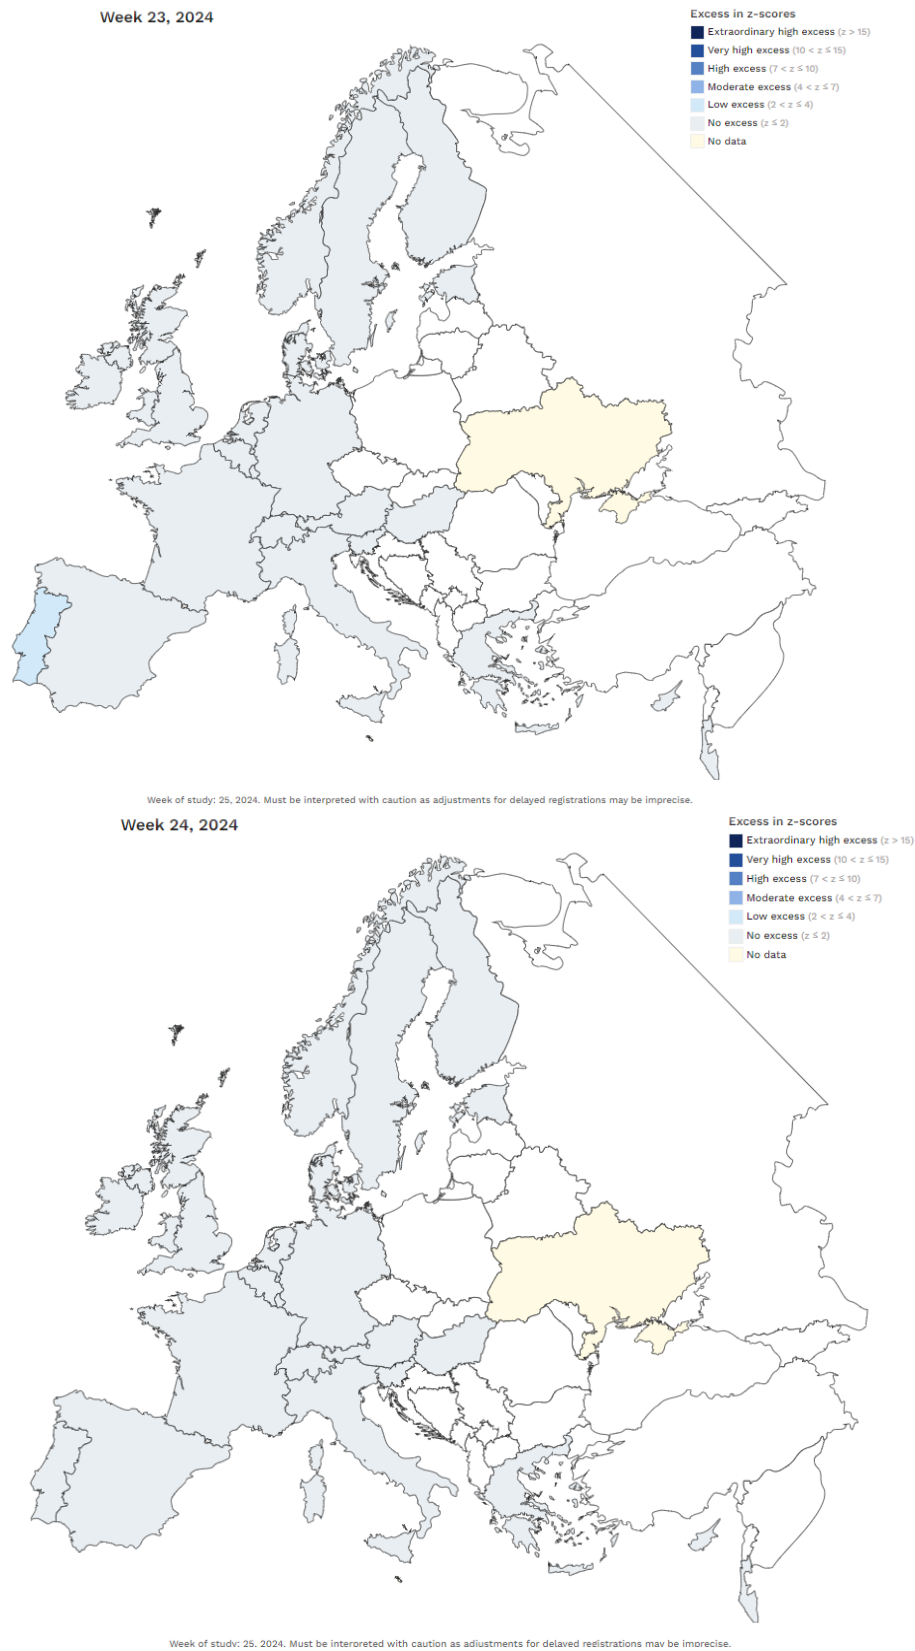 Week 23, 2024
Excess in z-scores
Extraordinary high excess (z > 15)
Very high excess (10 < z ≤ 15)
High excess (7 < z ≤ 10)
Moderate excess (4 < z ≤ 7)
Low excess (2 < z ≤ 4)
No excess (z ≤ 2)
No data
Week of study: 25, 2024. Must be interpreted with caution as adjustments for delayed registrations may be imprecise.
Week 24, 2024
Excess in z-scores
Extraordinary high excess (z > 15)
Very high excess (10 < z ≤ 15)
High excess (7 < z ≤ 10)
Moderate excess (4 < z ≤ 7)
Low excess (2 < z ≤ 4)
No excess (z ≤ 2)
No data
Week of study: 25, 2024. Must be interpreted with caution as adjustments for delayed registrations may be imprecise.